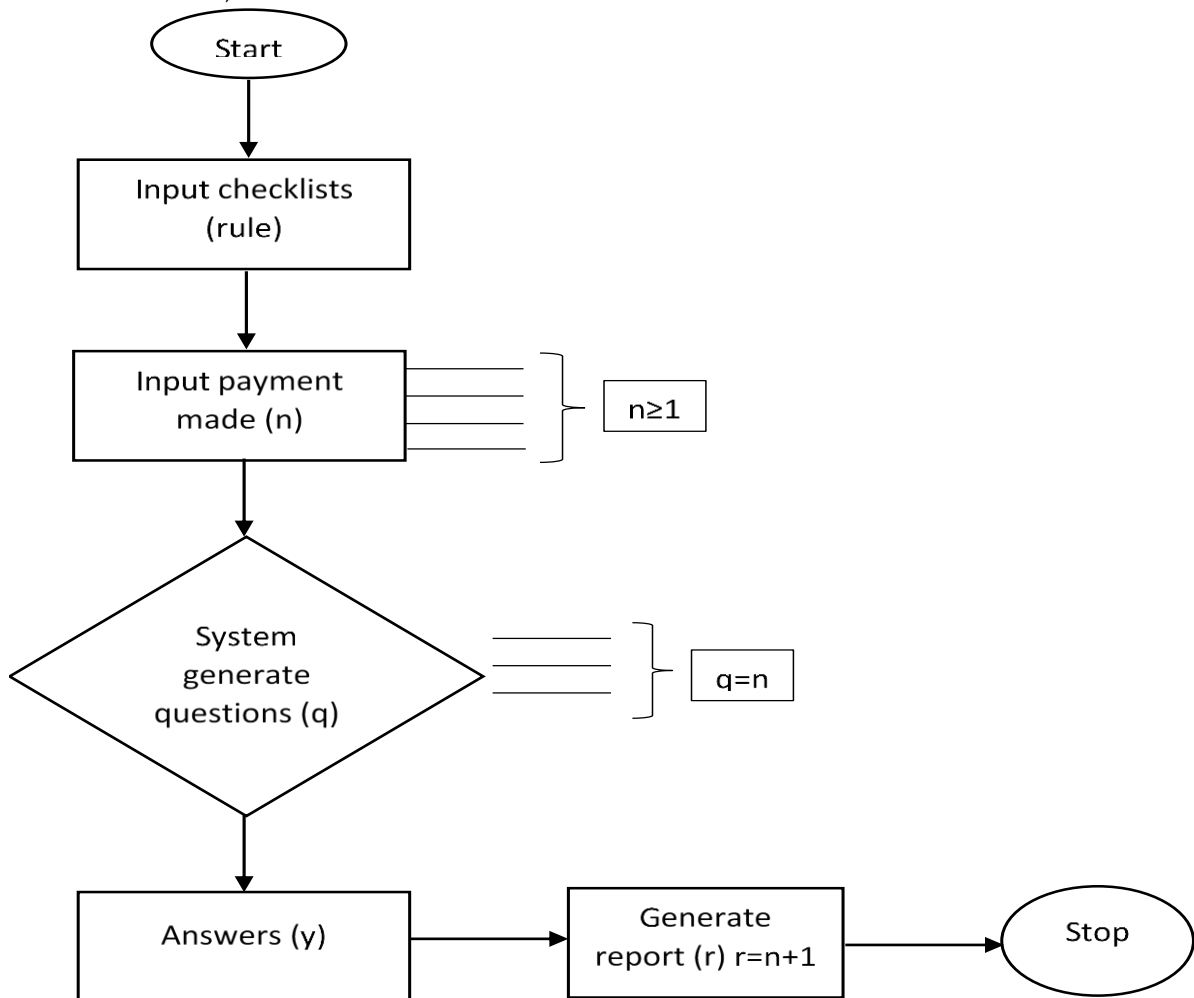 Start
Input checklists
(rule)
Input payment
made (n)
n≥1
System
generate
questions (q)
q=n
Answers (y)
Generate
report (r) r=n+1
Stop